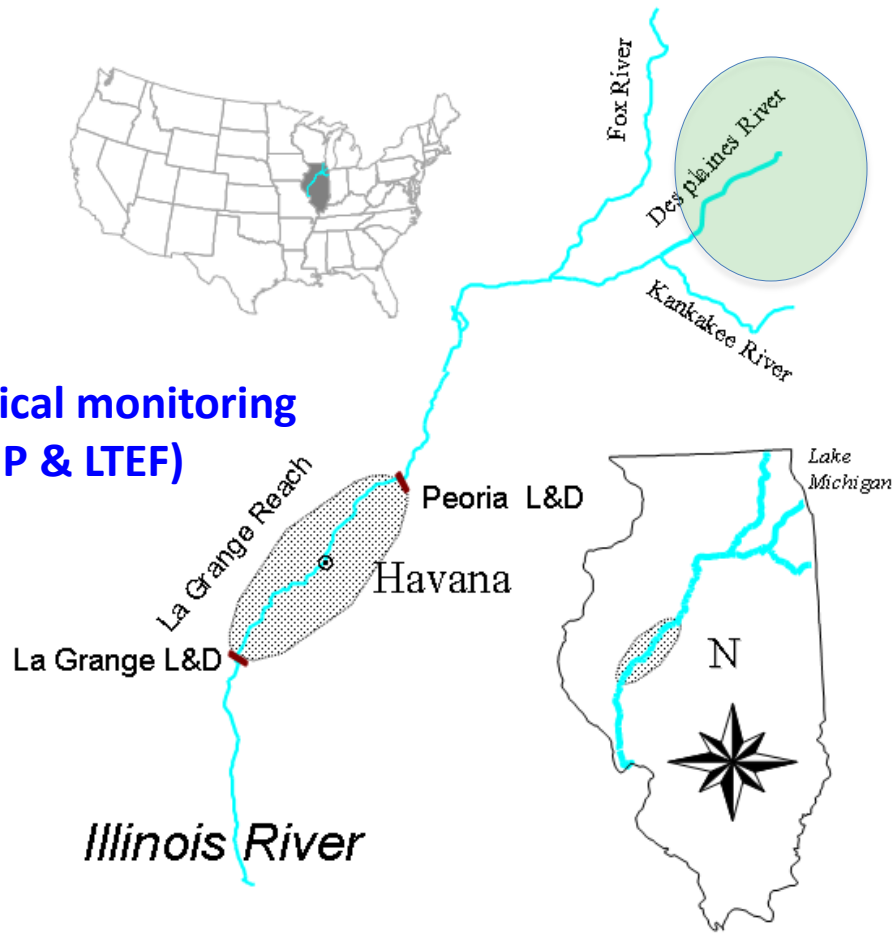 Fox River
Des plaines River
Kankakee River
ical monitoring
P & LTEF)
La Grange Reach
Peoria L&D
Havana
La Grange L&D
Illinois River
Lake
Michigan
N